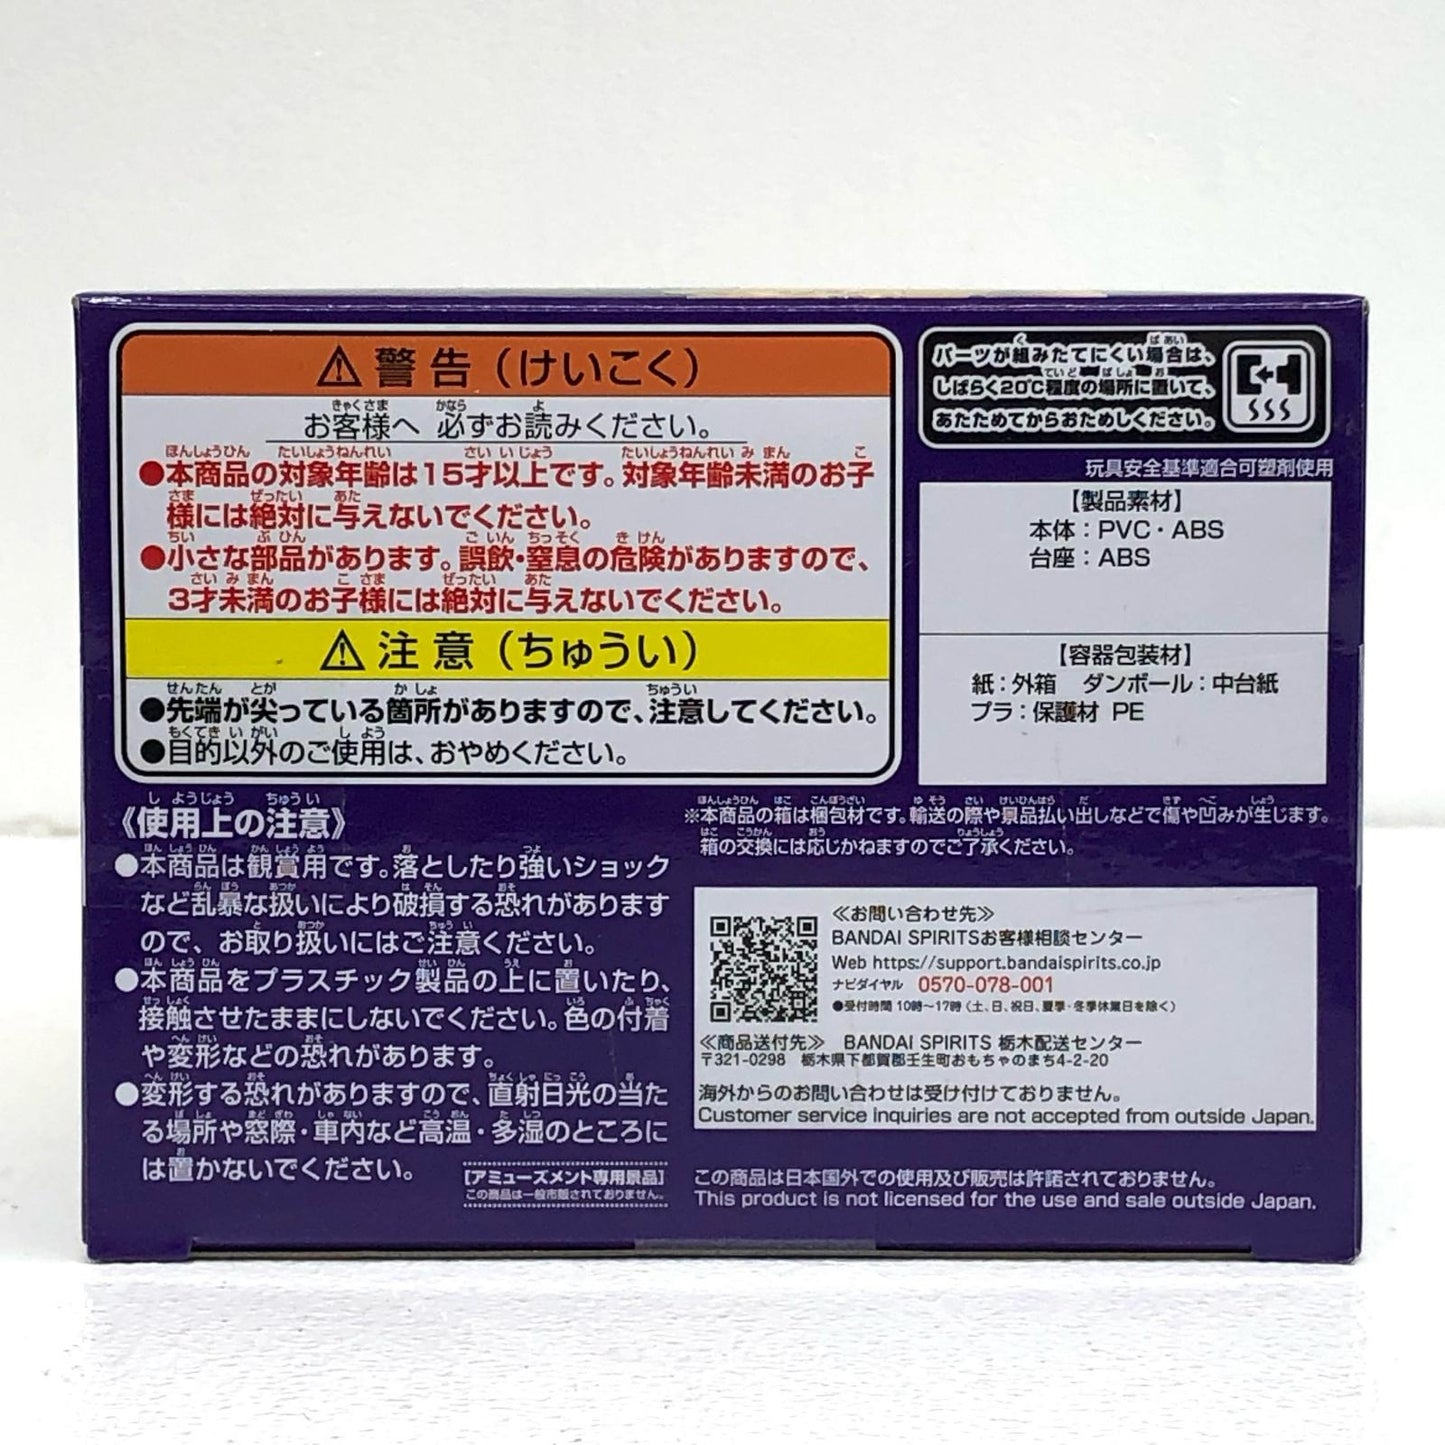 ⚠警告(けいこく)
お客様へ 必ずお読みください。
●本商品の対象年齢は15才以上です。対象年齢未満のお子
様には絶対に与えないでください。
●小さな部品があります。誤飲・窒息の危険がありますので、
3才未満のお子様には絶対に与えないでください。
⚠注意(ちゅうい)
●先端が尖っている箇所がありますので、注意してください。
●目的以外のご使用は、おやめください。
《使用上の注意》
●本商品は観賞用です。落としたり強いショック
など乱暴な扱いにより破損する恐れがあります
ので、お取り扱いにはご注意ください。
●本商品をプラスチック製品の上に置いたり、
接触させたままにしないでください。色の付着
や変形などの恐れがあります。
●変形する恐れがありますので、直射日光の当た
る場所や窓際・車内など高温・多湿のところに
は置かないでください。
[アミューズメント専用景品]
この商品は一般市販されておりません。
パーツが組みたてにくい場合は、
しばらく20℃程度の場所に置いて、
あたためてからおためしください。
玩具安全基準適合可塑剤使用
【製品素材】
本体:PVC・ABS
台座:ABS
【容器包装材】
紙:外箱 ダンボール:中台紙
プラ:保護材 PE
※本商品の箱は梱包材です。輸送の際や景品払い出しなどで傷や凹みが生じます。
箱の交換には応じかねますのでご了承ください。
≪お問い合わせ先≫
BANDAI SPIRITSお客様相談センター
Web https://support.bandaispirits.co.jp
ナビダイヤル 0570-078-001
●受付時間 10時〜17時(土、日、祝日、夏季・冬季休業日を除く)
≪商品送付先≫ BANDAI SPIRITS 栃木配送センター
〒321-0298 栃木県下都賀郡壬生町おもちゃのまち4-2-20
海外からのお問い合わせは受け付けておりません。
Customer service inquiries are not accepted from outside Japan.
この商品は日本国外での使用及び販売は許諾されておりません。
This product is not licensed for the use and sale outside Japan.